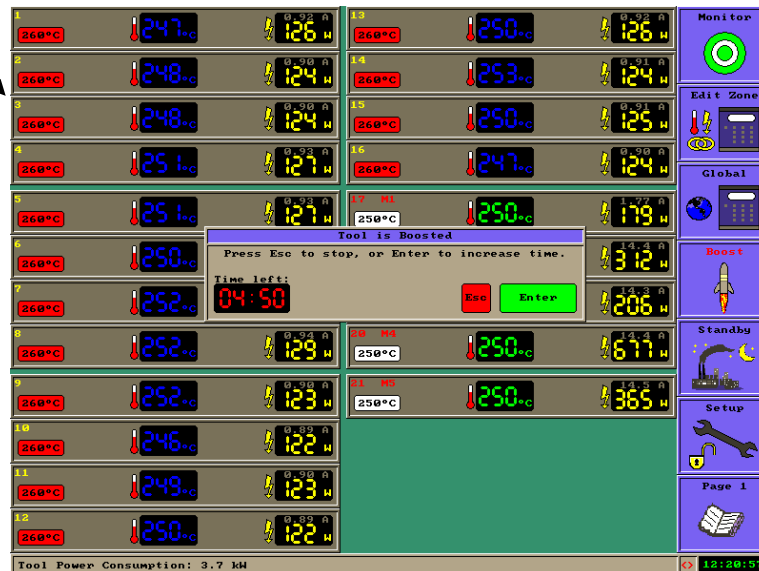 1
260°C
247°C
0.92 A
126 W
2
260°C
248°C
0.90 A
124 W
3
260°C
248°C
0.90 A
124 W
4
260°C
251°C
0.93 A
127 W
5
260°C
251°C
0.93 A
127 W
6
250°C
7
252°C
8
260°C
252°C
0.94 A
129 W
9
260°C
252°C
0.90 A
123 W
10
260°C
246°C
0.89 A
122 W
11
260°C
249°C
0.90 A
123 W
12
260°C
250°C
0.89 A
122 W
13
260°C
250°C
0.92 A
126 W
14
260°C
253°C
0.91 A
124 W
15
260°C
250°C
0.91 A
125 W
16
260°C
247°C
0.90 A
124 W
17 M1
250°C
250°C
1.77 A
179 W
14.4 A
312 W
14.3 A
206 W
20 M4
250°C
250°C
14.4 A
677 W
21 M5
250°C
250°C
14.5 A
365 W
Tool is Boosted
Press Esc to stop, or Enter to increase time.
Time left:
04:50
Esc
Enter
Monitor
Edit Zone
Global
Boost
Standby
Setup
Page 1
Tool Power Consumption: 3.7 kW
<> 12:20:57
A